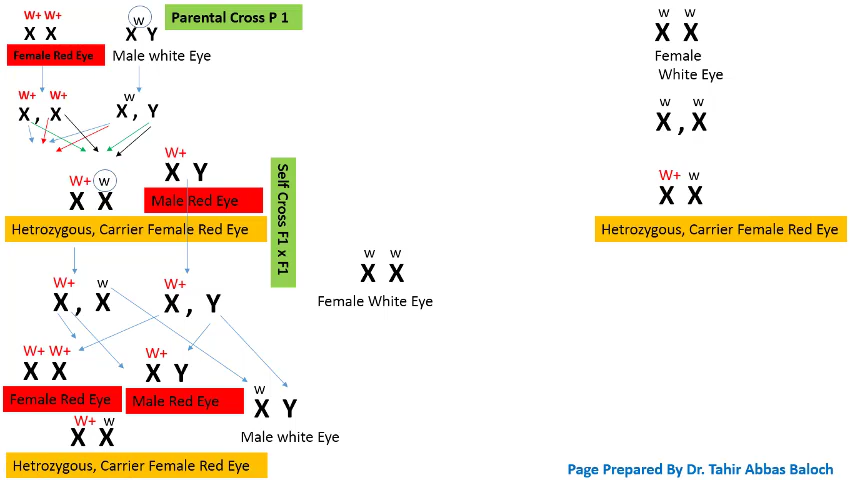 W+ W+
X X
Female Red Eye
w
X Y
Male white Eye
Parental Cross P 1
W+ W+
X , X
w
X , Y
W+ w
X X
Hetrozygous, Carrier Female Red Eye
W+
X Y
Male Red Eye
Self Cross F1 x F1
W+ w
X , X
W+
X , Y
W+ W+
X X
Female Red Eye
W+
X Y
Male Red Eye
w
X Y
Male white Eye
W+ w
X X
Hetrozygous, Carrier Female Red Eye
w w
X X
Female White Eye
w w
X X
Female
White Eye
w w
X , X
W+ w
X X
Hetrozygous, Carrier Female Red Eye
Page Prepared By Dr. Tahir Abbas Baloch